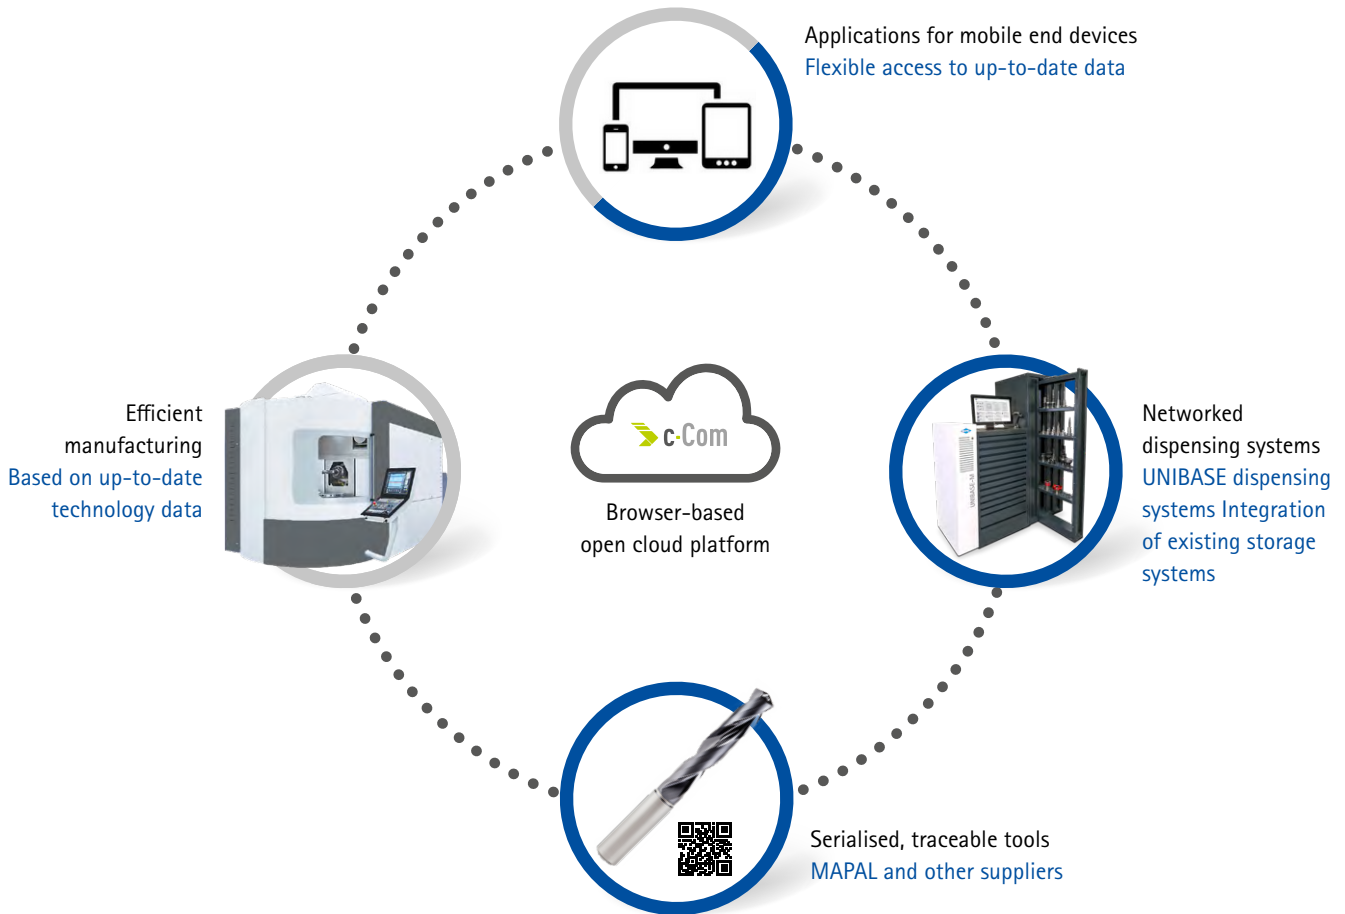 Applications for mobile end devices
Flexible access to up-to-date data
Efficient
manufacturing
Based on up-to-date
technology data
c·Com
Browser-based
open cloud platform
Networked
dispensing systems
UNIBASE dispensing
systems Integration
of existing storage
systems
Serialised, traceable tools
MAPAL and other suppliers